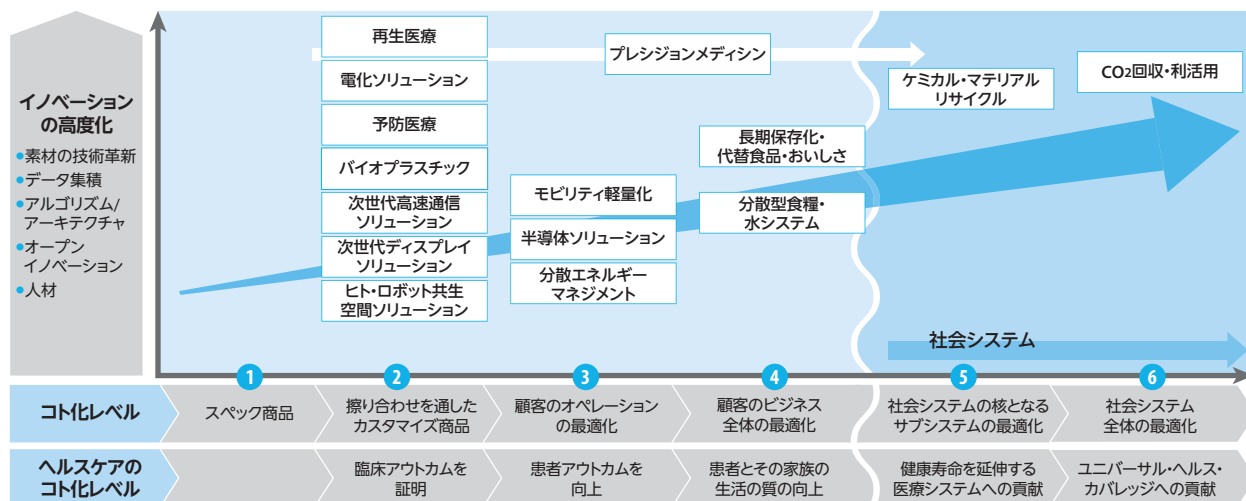 イノベーション
の高度化
●素材の技術革新
●データ集積
●アルゴリズム/
アーキテクチャ
●オープン
イノベーション
●人材
再生医療
電化ソリューション
予防医療
バイオプラスチック
次世代高速通信
ソリューション
次世代ディスプレイ
ソリューション
ヒト・ロボット共生
空間ソリューション
プレシジョンメディシン
モビリティ軽量化
半導体ソリューション
分散エネルギー
マネジメント
長期保存化・
代替食品・おいしさ
分散型食糧・
水システム
ケミカル・マテリアル
リサイクル
CO2回収・利活用
社会システム
1
2
3
4
5
6
コト化レベル
スペック商品
擦り合わせを通した
カスタマイズ商品
顧客のオペレーション
の最適化
顧客のビジネス
全体の最適化
社会システムの核となる
サブシステムの最適化
社会システム
全体の最適化
ヘルスケアの
コト化レベル
臨床アウトカムを
証明
患者アウトカムを
向上
患者とその家族の
生活の質の向上
健康寿命を延伸する
医療システムへの貢献
ユニバーサル・ヘルス・
カバレッジへの貢献